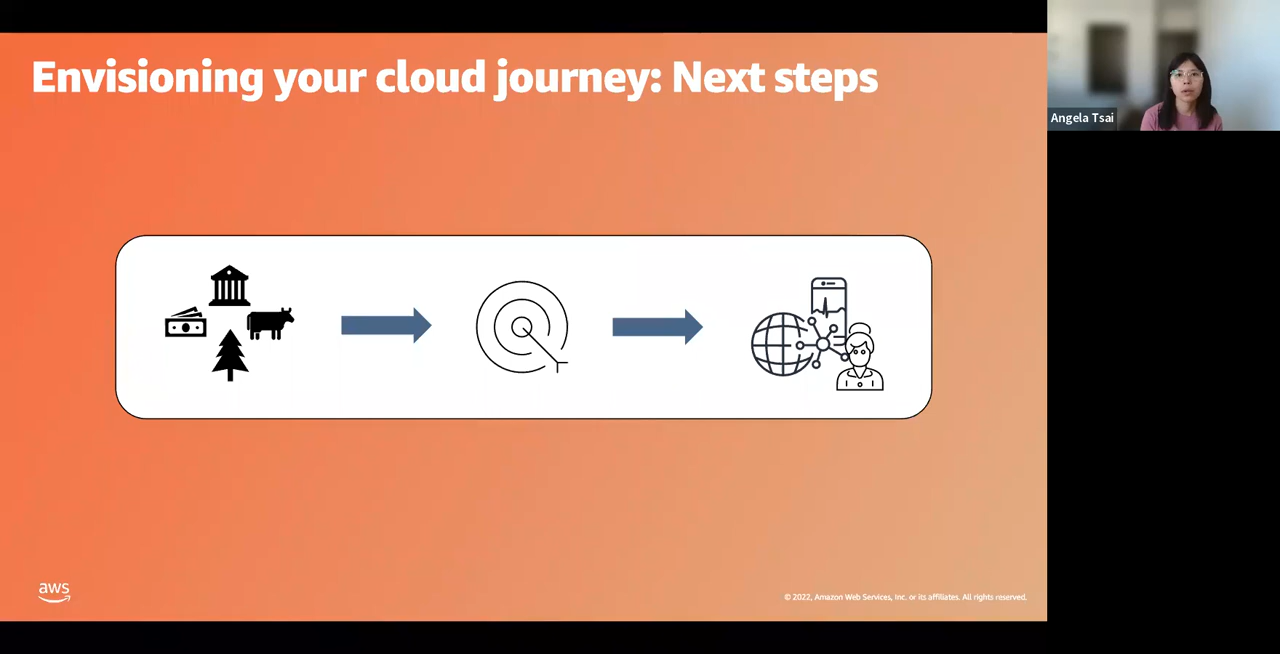 Envisioning your cloud journey: Next steps
Angela Tsai
aws
© 2022, Amazon Web Services, Inc. or its affiliates. All rights reserved.